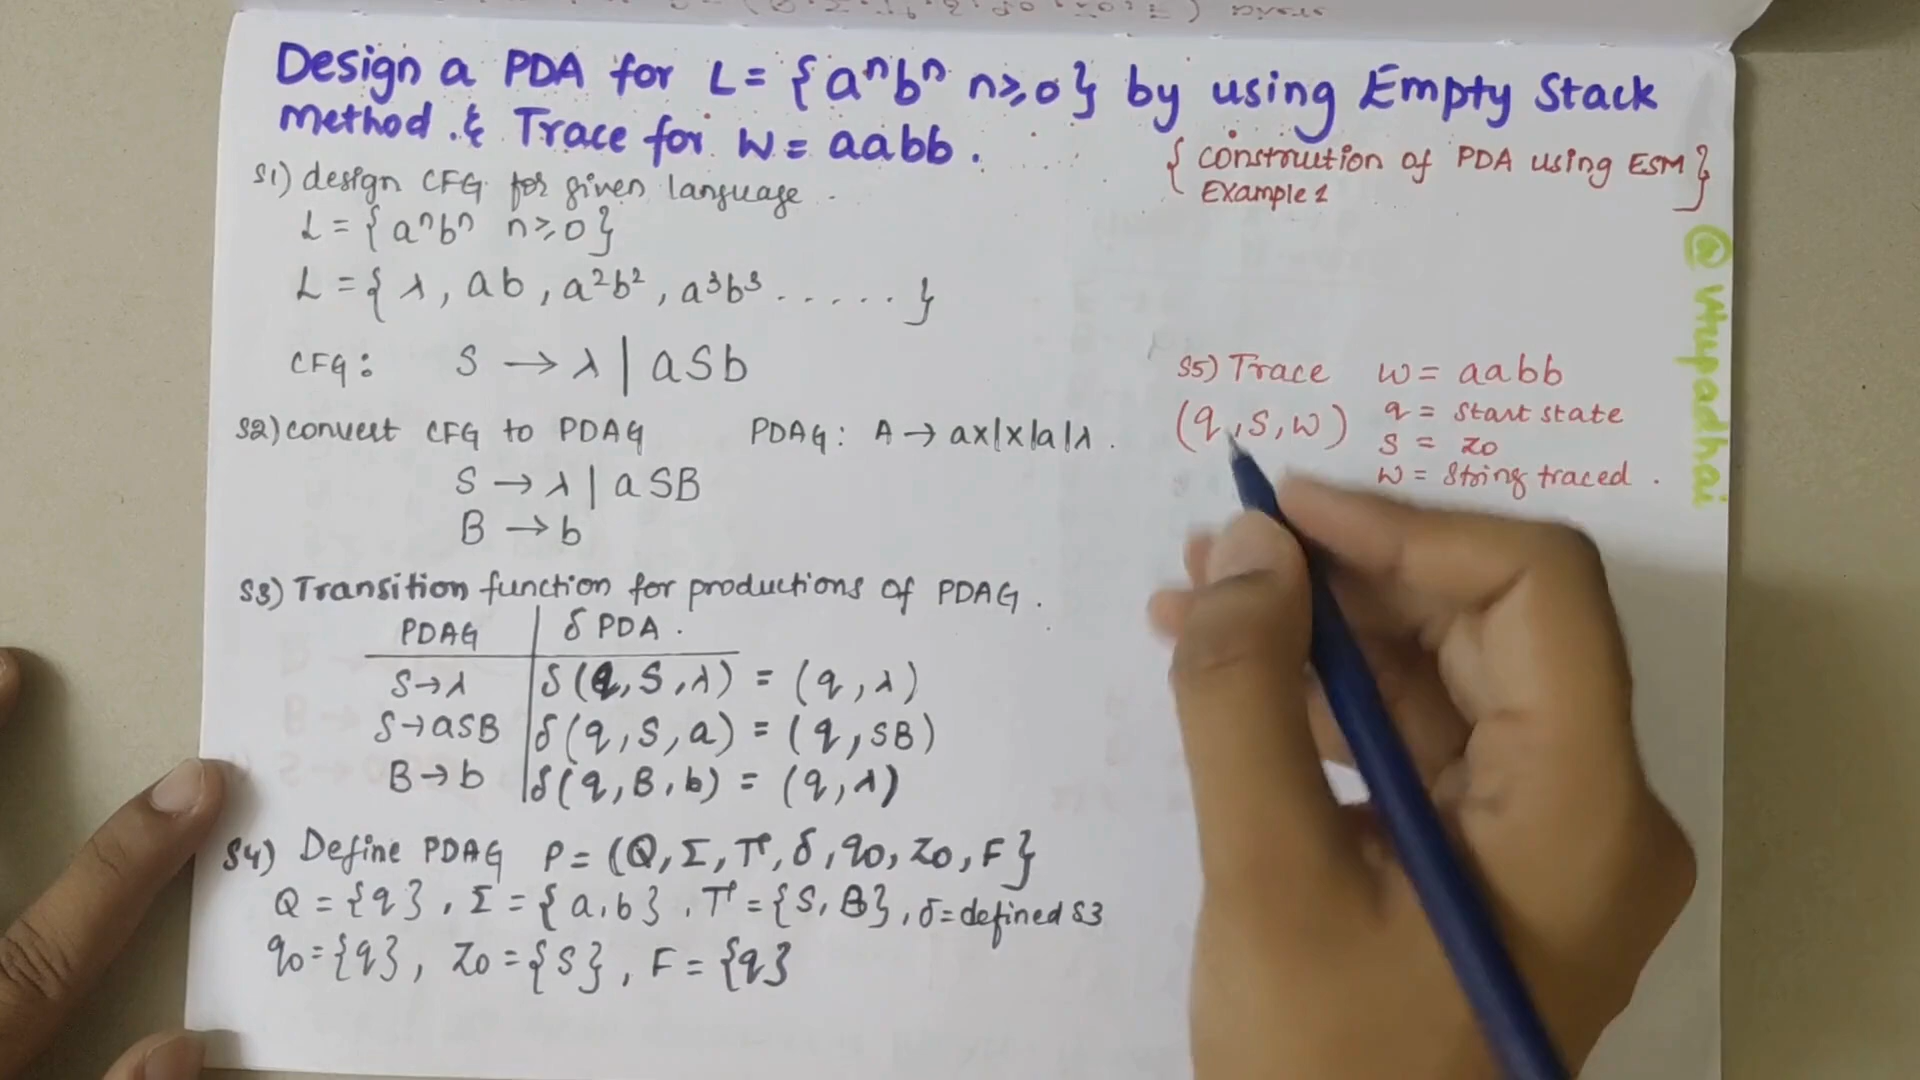 Design a PDA for L = {aⁿbⁿ n≥0} by using Empty Stack
Method. & Trace for W = aabb.
{ construction of PDA using ESM }
Example 2
S1) design CFG for given language.
L = {aⁿbⁿ n≥0}
L = {λ, ab, a²b², a³b³ ...... }
CFG: S → λ | aSb
S2) convert CFG to PDAG PDAG: A → ax|x|a|λ.
S → λ | aSB
B → b
S3) Transition function for productions of PDAG.
PDAG | δ PDA.
S→λ | δ(q, S, λ) = (q, λ)
S→aSB | δ(q, S, a) = (q, SB)
B→b | δ(q, B, b) = (q, λ)
S4) Define PDAG P = (Q, Σ, Γ, δ, q0, Z0, F}
Q = {q}, Σ = {a, b}, Γ = {S, B}, δ = defined S3
q0 = {q}, Z0 = {S}, F = {q}
S5) Trace w = aabb
(q, S, w) q = Start state
S = Z0
w = String traced.